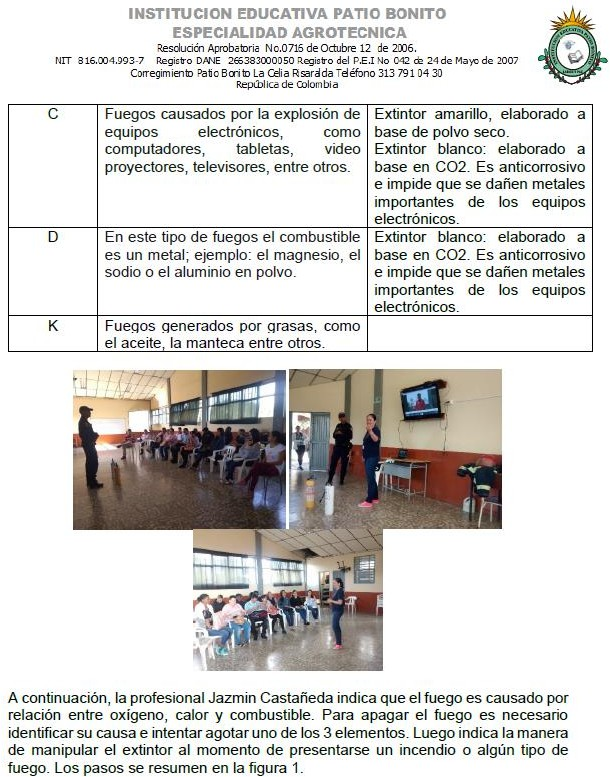 INSTITUCION EDUCATIVA PATIO BONITO
ESPECIALIDAD AGROTECNICA
Resolución Aprobatoria No.0716 de Octubre 12 de 2006.
NIT 816.004.993-7 Registro DANE 266383000050 Registro del P.E.I No 042 de 24 de Mayo de 2007
Corregimiento Patio Bonito La Celia Risaralda Teléfono 313 791 04 30
República de Colombia
C
Fuegos causados por la explosión de
equipos electrónicos, como
computadores, tabletas, video
proyectores, televisores, entre otros.
Extintor amarillo, elaborado a
base de polvo seco.
Extintor blanco: elaborado a
base en CO2. Es anticorrosivo
e impide que se dañen metales
importantes de los equipos
electrónicos.
D
En este tipo de fuegos el combustible
es un metal; ejemplo: el magnesio, el
sodio o el aluminio en polvo.
Extintor blanco: elaborado a
base en CO2. Es anticorrosivo
e impide que se dañen metales
importantes de los equipos
electrónicos.
K
Fuegos generados por grasas, como
el aceite, la manteca entre otros.
A continuación, la profesional Jazmin Castañeda indica que el fuego es causado por
relación entre oxígeno, calor y combustible. Para apagar el fuego es necesario
identificar su causa e intentar agotar uno de los 3 elementos. Luego indica la manera
de manipular el extintor al momento de presentarse un incendio o algún tipo de
fuego. Los pasos se resumen en la figura 1.